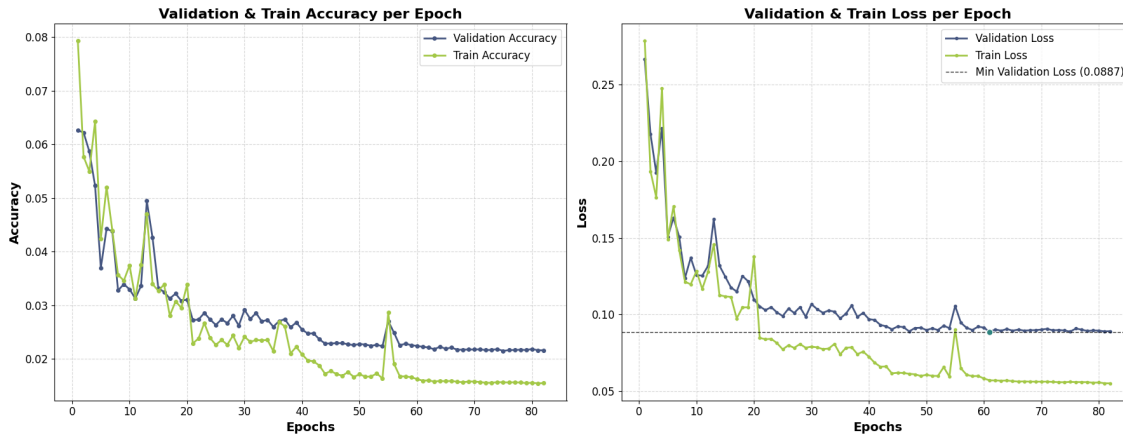 Validation & Train Accuracy per Epoch
Validation Accuracy
Train Accuracy
Accuracy
0.08
0.07
0.06
0.05
0.04
0.03
0.02
0 10 20 30 40 50 60 70 80
Epochs
Validation & Train Loss per Epoch
Validation Loss
Train Loss
Min Validation Loss (0.0887)
Loss
0.25
0.20
0.15
0.10
0.05
0 10 20 30 40 50 60 70 80
Epochs